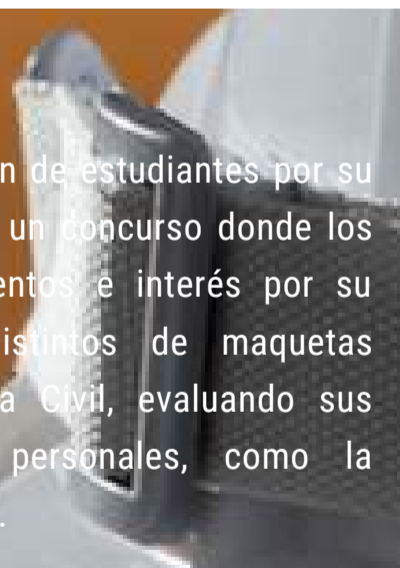 n de estudiantes por su
un concurso donde los
entos e interés por su
istintos de maquetas
a Civil, evaluando sus
personales, como la
.